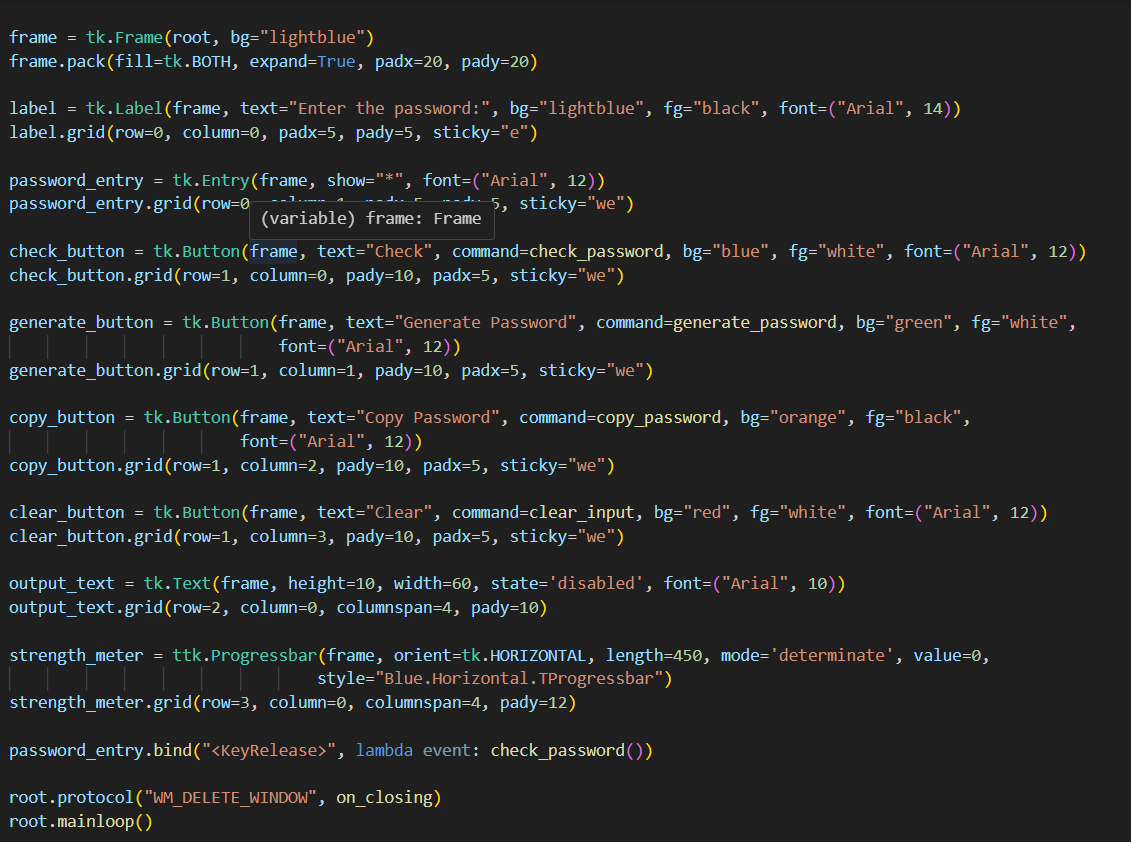 frame = tk.Frame(root, bg="lightblue")
frame.pack(fill=tk.BOTH, expand=True, padx=20, pady=20)

label = tk.Label(frame, text="Enter the password:", bg="lightblue", fg="black", font=("Arial", 14))
label.grid(row=0, column=0, padx=5, pady=5, sticky="e")

password_entry = tk.Entry(frame, show="*", font=("Arial", 12))
password_entry.grid(row=0, column=1, padx=5, pady=5, sticky="we")
(variable) frame: Frame

check_button = tk.Button(frame, text="Check", command=check_password, bg="blue", fg="white", font=("Arial", 12))
check_button.grid(row=1, column=0, pady=10, padx=5, sticky="we")

generate_button = tk.Button(frame, text="Generate Password", command=generate_password, bg="green", fg="white",
                            font=("Arial", 12))
generate_button.grid(row=1, column=1, pady=10, padx=5, sticky="we")

copy_button = tk.Button(frame, text="Copy Password", command=copy_password, bg="orange", fg="black",
                        font=("Arial", 12))
copy_button.grid(row=1, column=2, pady=10, padx=5, sticky="we")

clear_button = tk.Button(frame, text="Clear", command=clear_input, bg="red", fg="white", font=("Arial", 12))
clear_button.grid(row=1, column=3, pady=10, padx=5, sticky="we")

output_text = tk.Text(frame, height=10, width=60, state='disabled', font=("Arial", 10))
output_text.grid(row=2, column=0, columnspan=4, pady=10)

strength_meter = ttk.Progressbar(frame, orient=tk.HORIZONTAL, length=450, mode='determinate', value=0,
                                style="Blue.Horizontal.TProgressbar")
strength_meter.grid(row=3, column=0, columnspan=4, pady=12)

password_entry.bind("<KeyRelease>", lambda event: check_password())

root.protocol("WM_DELETE_WINDOW", on_closing)
root.mainloop()